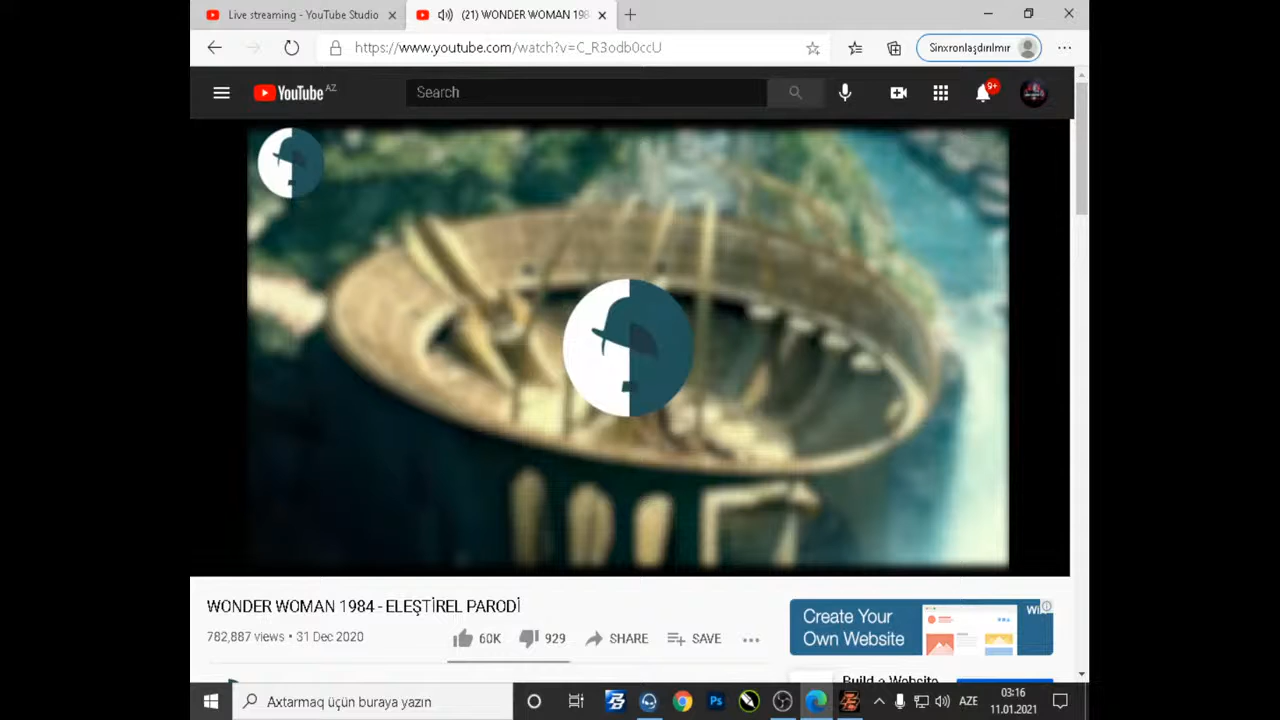 Live streaming - YouTube Studio
(21) WONDER WOMAN 198
https://www.youtube.com/watch?v=C_R3odb0ccU
Sinxronlaşdırılmır
YouTube AZ
Search
9+
WONDER WOMAN 1984 - ELEŞTİREL PARODİ
782,887 views • 31 Dec 2020
60K
929
SHARE
SAVE
Create Your
Own Website
Wi
Build a Website
Axtarmaq üçün buraya yazın
Ps
AZE
03:16
11.01.2021